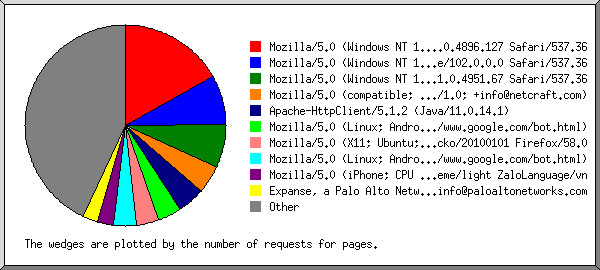 Mozilla/5.0 (Windows NT 1....0.4896.127 Safari/537.36
Mozilla/5.0 (Windows NT 1...e/102.0.0.0 Safari/537.36
Mozilla/5.0 (Windows NT 1...1.0.4951.67 Safari/537.36
Mozilla/5.0 (compatible; .../1.0; +info@netcraft.com)
Apache-HttpClient/5.1.2 (Java/11.0.14.1)
Mozilla/5.0 (Linux; Andro.../www.google.com/bot.html)
Mozilla/5.0 (X11; Ubuntu;...cko/20100101 Firefox/58.0
Mozilla/5.0 (Linux; Andro.../www.google.com/bot.html)
Mozilla/5.0 (iPhone; CPU ...eme/light ZaloLanguage/vn
Expanse, a Palo Alto Netw...info@paloaltonetworks.com
Other
The wedges are plotted by the number of requests for pages.